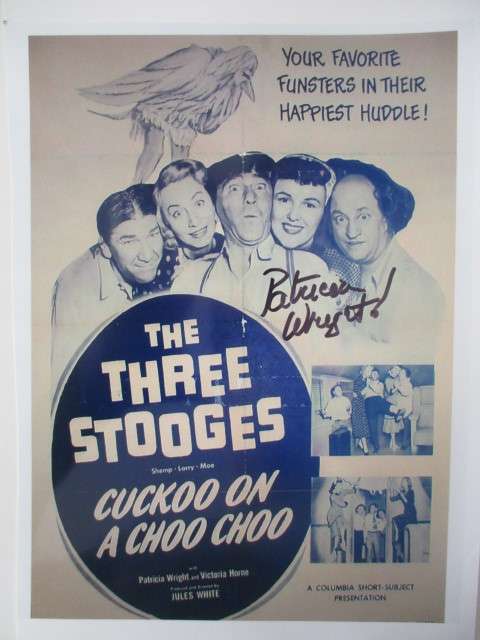 YOUR FAVORITE
FUNSTERS IN THEIR
HAPPIEST HUDDLE!
Patricia
Wright!
THE
THREE
STOOGES
Shemp - Larry - Moe
CUCKOO ON
A CHOO CHOO
with
Patricia Wright and Victoria Horne
Produced and Directed by
JULES WHITE
A COLUMBIA SHORT-SUBJECT
PRESENTATION